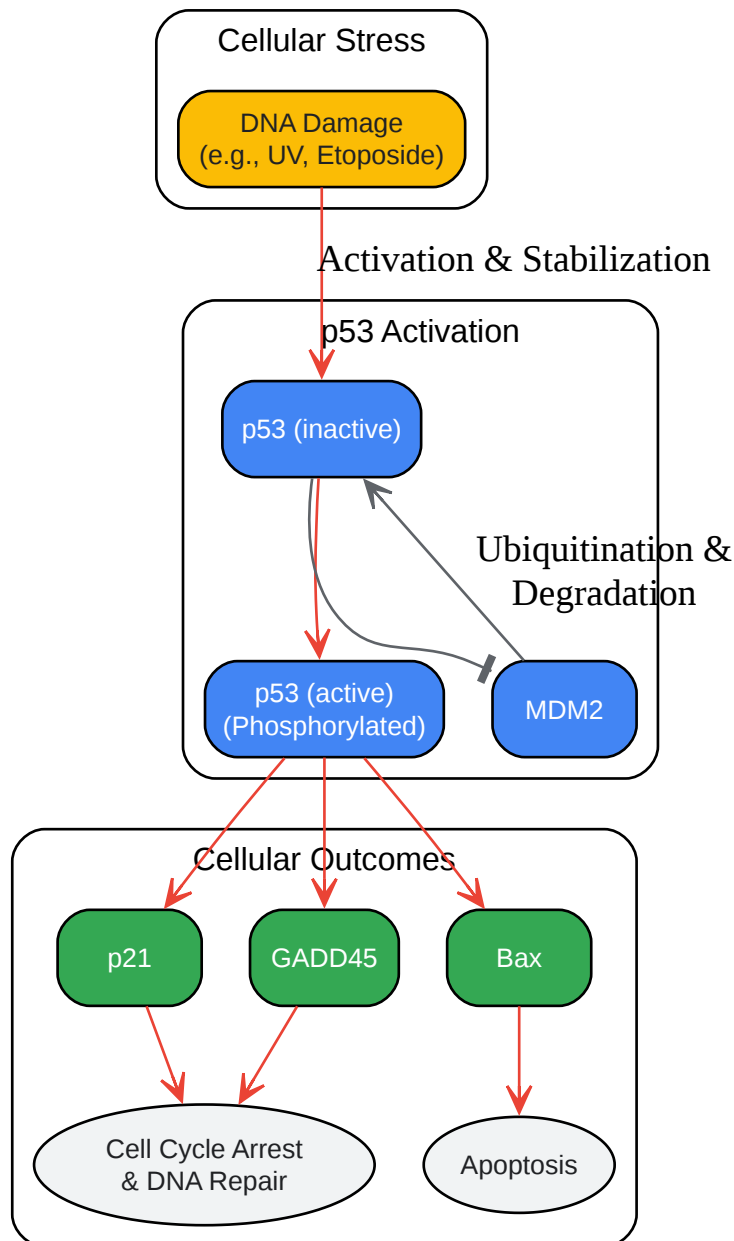 Cellular Stress
DNA Damage
(e.g., UV, Etoposide)
Activation & Stabilization
p53 Activation
p53 (inactive)
Ubiquitination &
Degradation
p53 (active)
(Phosphorylated)
MDM2
Cellular Outcomes
p21
GADD45
Bax
Cell Cycle Arrest
& DNA Repair
Apoptosis